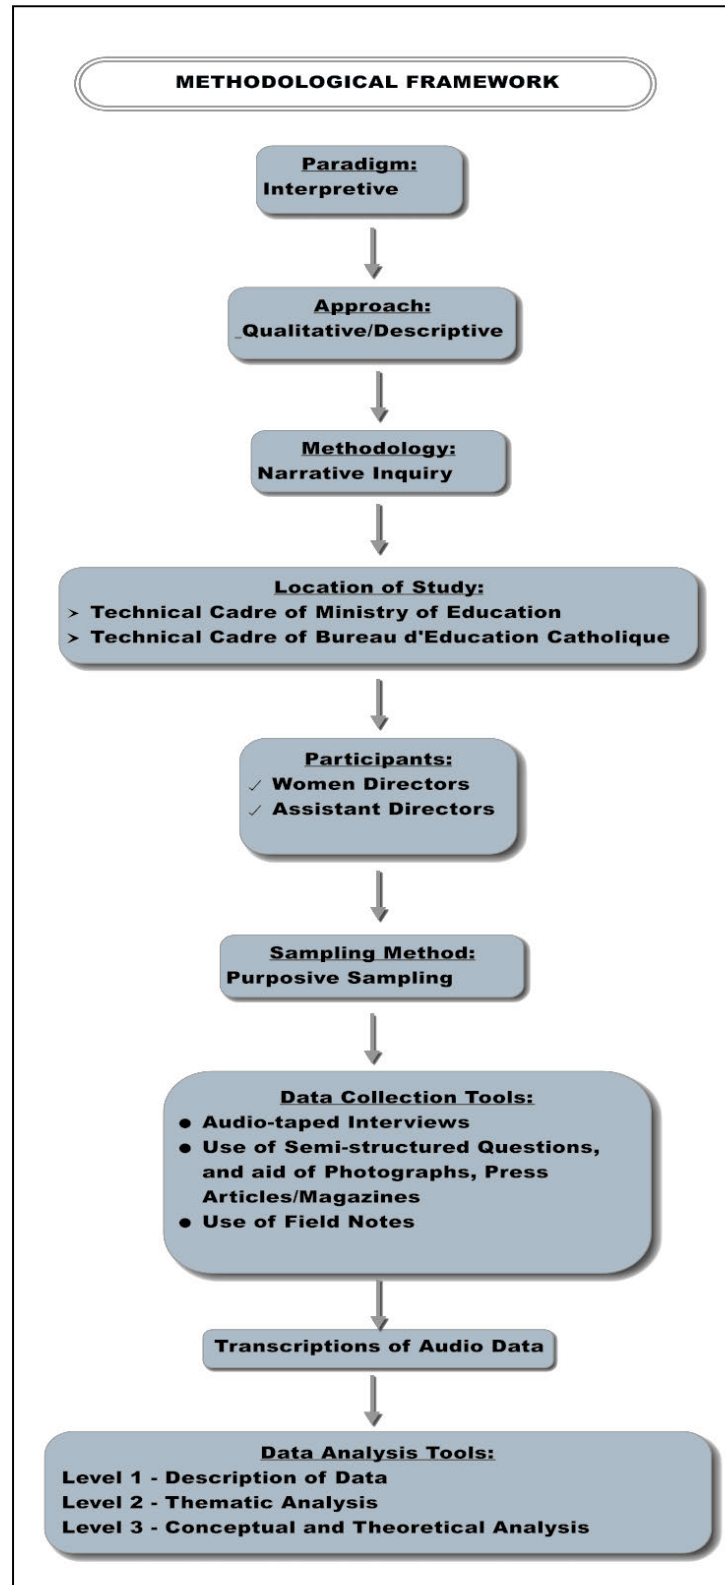 METHODOLOGICAL FRAMEWORK
Paradigm:
Interpretive
Approach:
Qualitative/Descriptive
Methodology:
Narrative Inquiry
Location of Study:
➢ Technical Cadre of Ministry of Education
➢ Technical Cadre of Bureau d'Education Catholique
Participants:
✓ Women Directors
✓ Assistant Directors
Sampling Method:
Purposive Sampling
Data Collection Tools:
● Audio-taped Interviews
● Use of Semi-structured Questions,
and aid of Photographs, Press
Articles/Magazines
● Use of Field Notes
Transcriptions of Audio Data
Data Analysis Tools:
Level 1 - Description of Data
Level 2 - Thematic Analysis
Level 3 - Conceptual and Theoretical Analysis